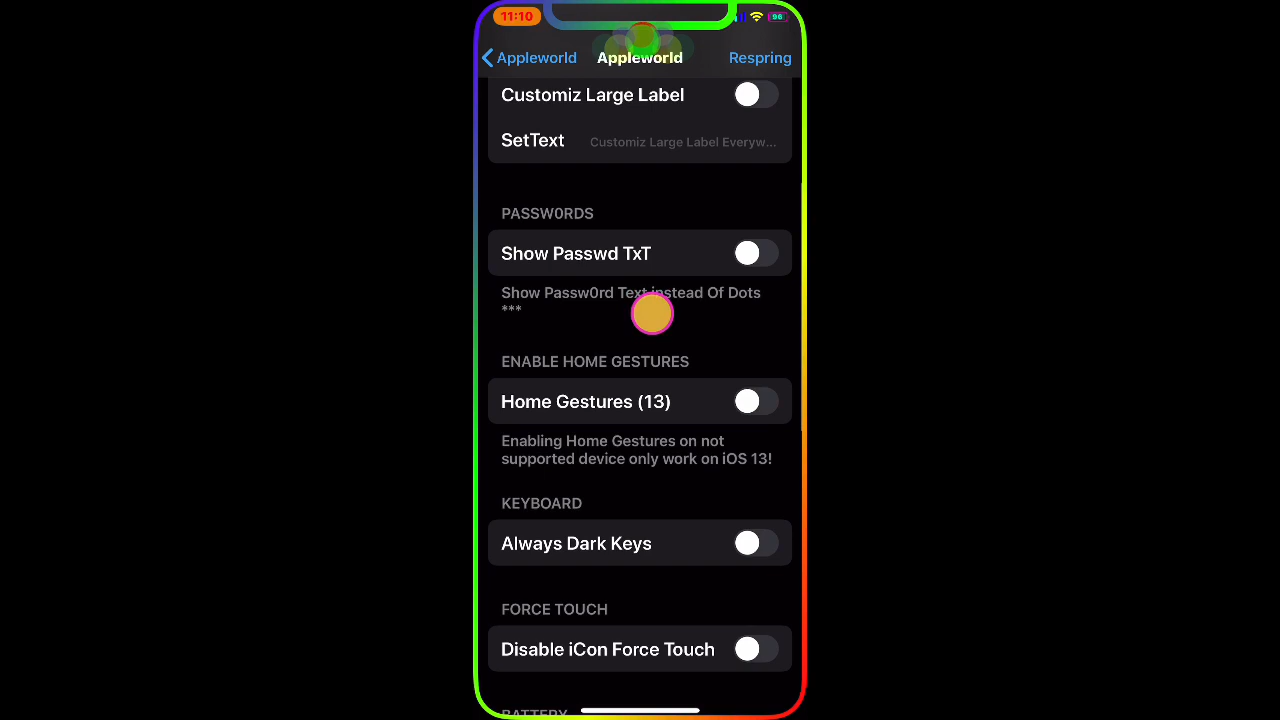 11:10
96
Appleworld
Appleworld
Respring
Customiz Large Label
SetText
Customiz Large Label Everyw...
PASSW0RDS
Show Passwd TxT
Show Passw0rd Text instead Of Dots
***
ENABLE HOME GESTURES
Home Gestures (13)
Enabling Home Gestures on not
supported device only work on iOS 13!
KEYBOARD
Always Dark Keys
FORCE TOUCH
Disable iCon Force Touch
BATTERY